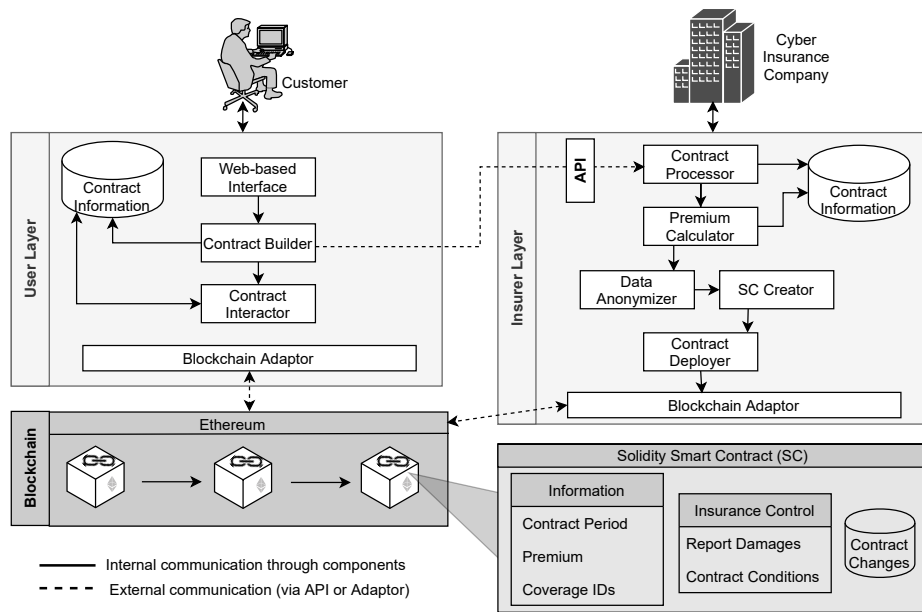 Customer
Cyber
Insurance
Company
User Layer
Contract
Information
Web-based
Interface
Contract Builder
Contract
Interactor
Blockchain Adaptor
Insurer Layer
API
Contract
Processor
Contract
Information
Premium
Calculator
Data
Anonymizer
SC Creator
Contract
Deployer
Blockchain Adaptor
Blockchain
Ethereum
Solidity Smart Contract (SC)
Information
Contract Period
Premium
Coverage IDs
Insurance Control
Report Damages
Contract Conditions
Contract
Changes
Internal communication through components
External communication (via API or Adaptor)